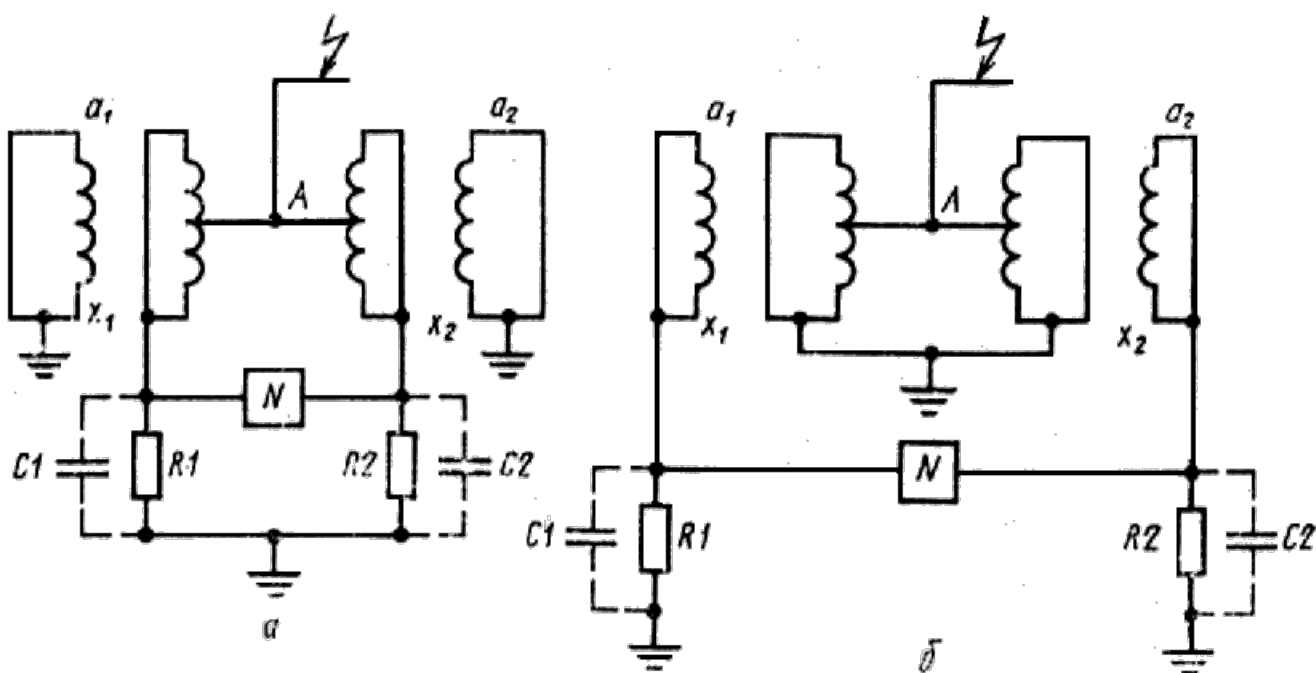 a₁ a₂ a₁ a₂
A A
x₁ x₂ x₁ x₂
N
C1 R1 R2 C2
N
C1 R1 R2 C2
а б